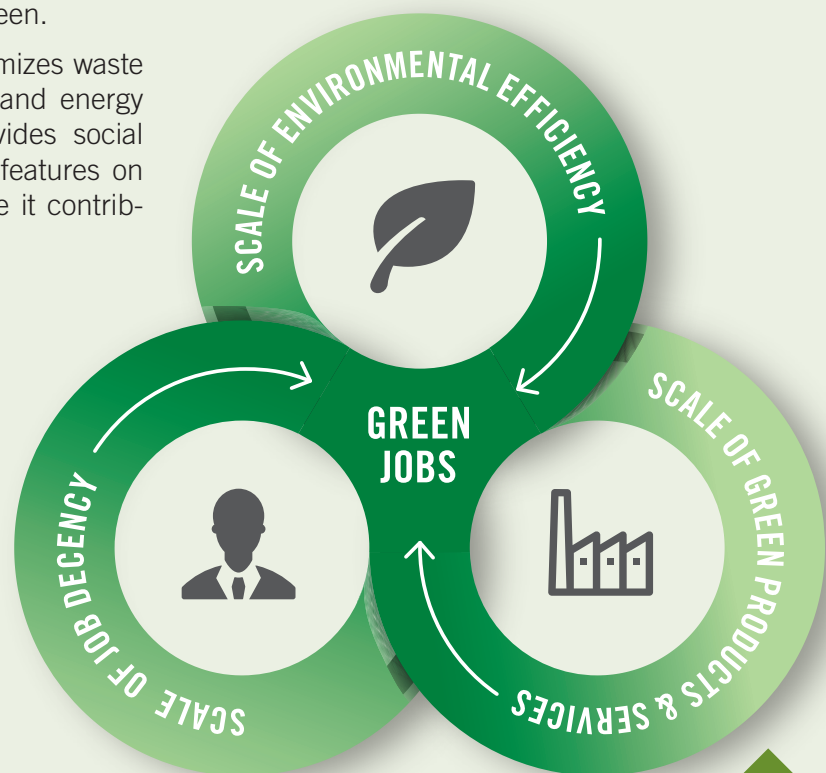 een.
mizes waste
and energy
vides social
features on
e it contrib-
SCALE OF ENVIRONMENTAL EFFICIENCY
GREEN
JOBS
SCALE OF GREEN PRODUCTS & SERVICES
SCALE OF JOB DECENCY